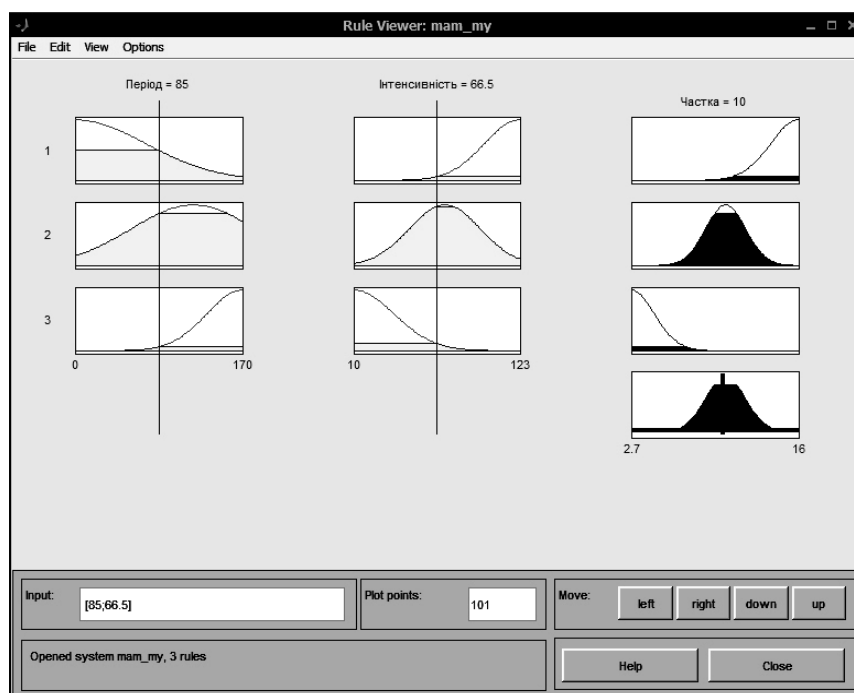 Rule Viewer: mam_my
File Edit View Options
Період = 85
Інтенсивність = 66.5
Частка = 10
1
2
3
0 170
10 123
2.7 16
Input:
[85;66.5]
Plot points:
101
Move:
left
right
down
up
Opened system mam_my, 3 rules
Help
Close